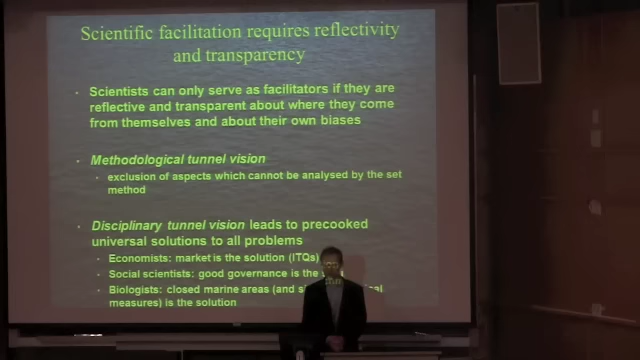 Scientific facilitation requires reflectivity
and transparency
• Scientists can only serve as facilitators if they are
reflective and transparent about where they come
from themselves and about their own biases
• Methodological tunnel vision
• exclusion of aspects which cannot be analysed by the set
method
• Disciplinary tunnel vision leads to precooked
universal solutions to all problems
• Economists: market is the solution (ITQs)
• Social scientists: good governance is the
• Biologists: closed marine areas (and
measures) is the solution